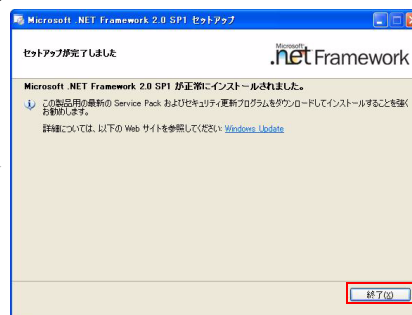 Microsoft .NET Framework 2.0 SP1 セットアップ
セットアップが完了しました
Microsoft
.net Framework
Microsoft .NET Framework 2.0 SP1 が正常にインストールされました。
この製品用の最新の Service Pack およびセキュリティ更新プログラムをダウンロードしてインストールすることを強く
お勧めします。
詳細については、以下の Web サイトを参照してください: Windows Update
終了(X)